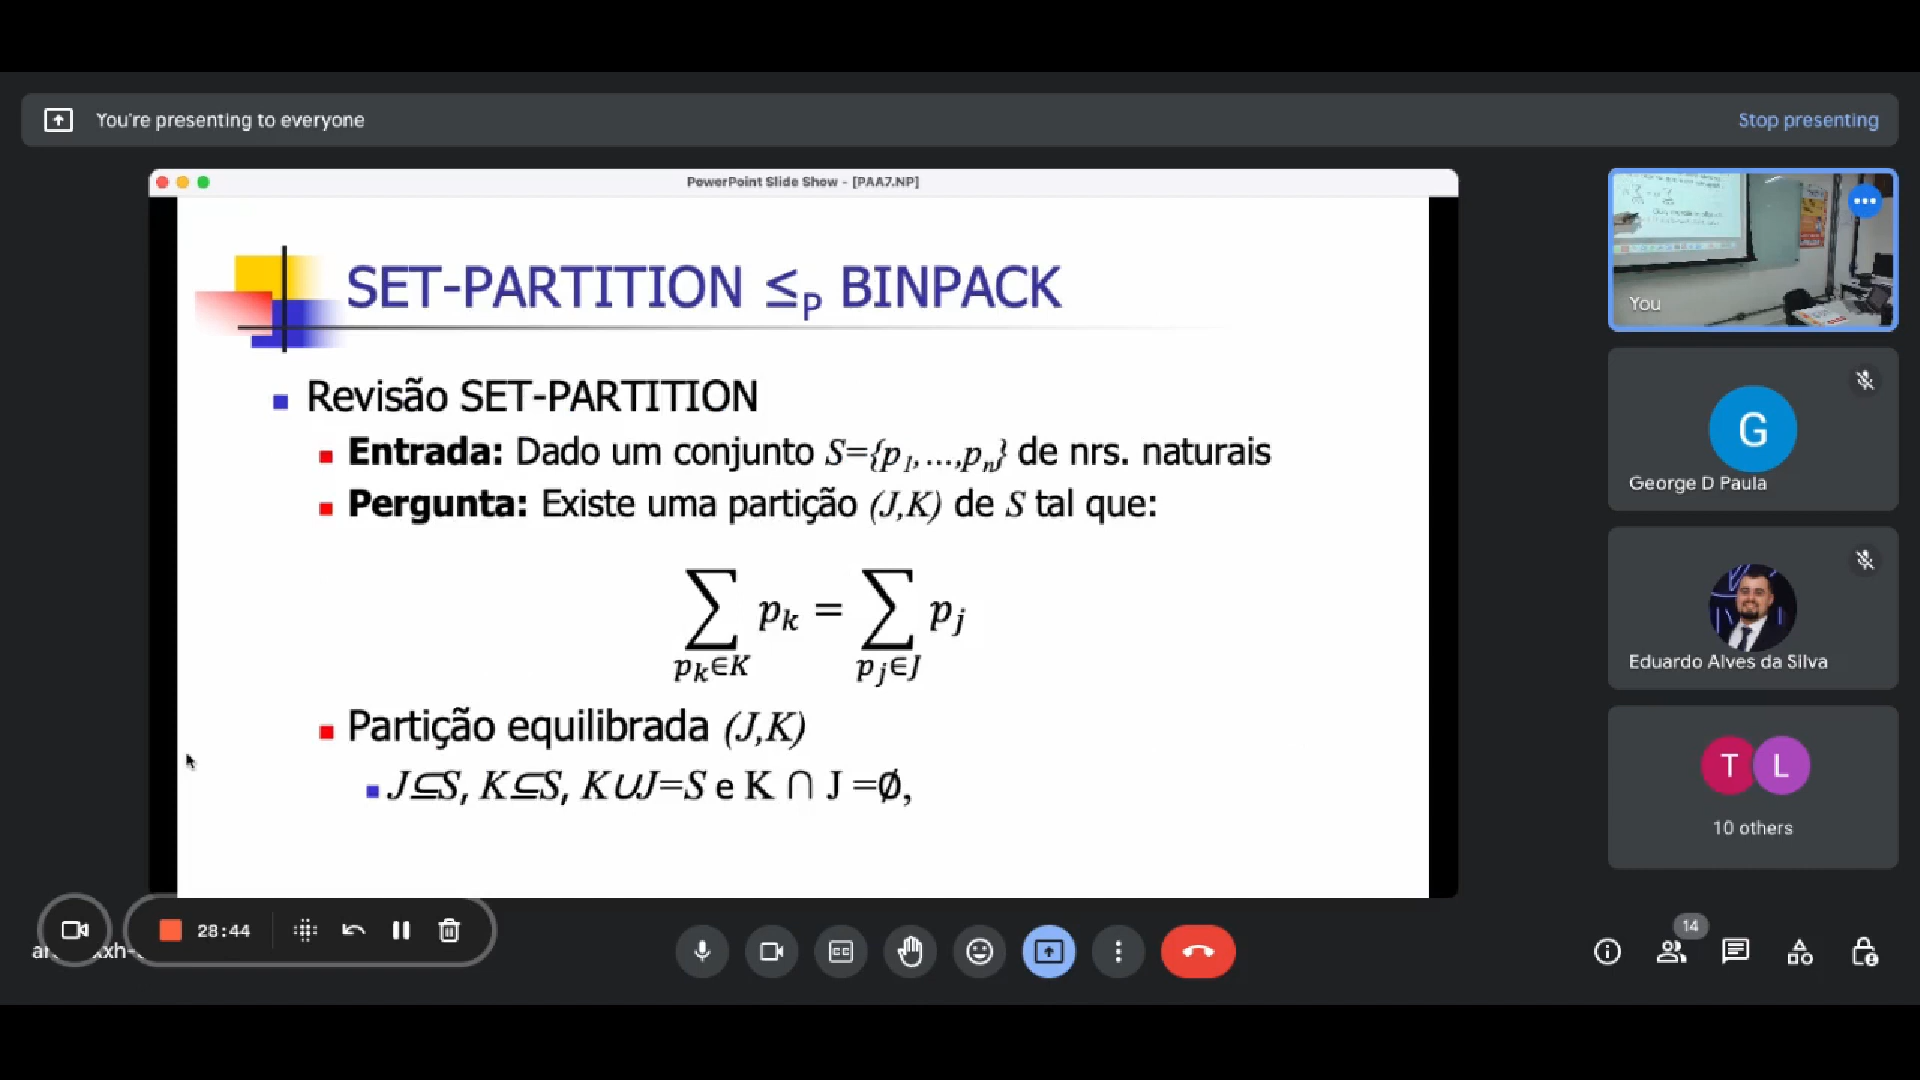 You're presenting to everyone
Stop presenting
PowerPoint Slide Show - [PAA7.NP]
SET-PARTITION ≤P BINPACK
Revisão SET-PARTITION
Entrada: Dado um conjunto S={p1,...,pn} de nrs. naturais
Pergunta: Existe uma partição (J,K) de S tal que:
∑ pk = ∑ pj
pk∈K pj∈J
Partição equilibrada (J,K)
J⊆S, K⊆S, K∪J=S e K ∩ J =∅,
You
G
George D Paula
Eduardo Alves da Silva
T L
10 others
28:44
CC
14